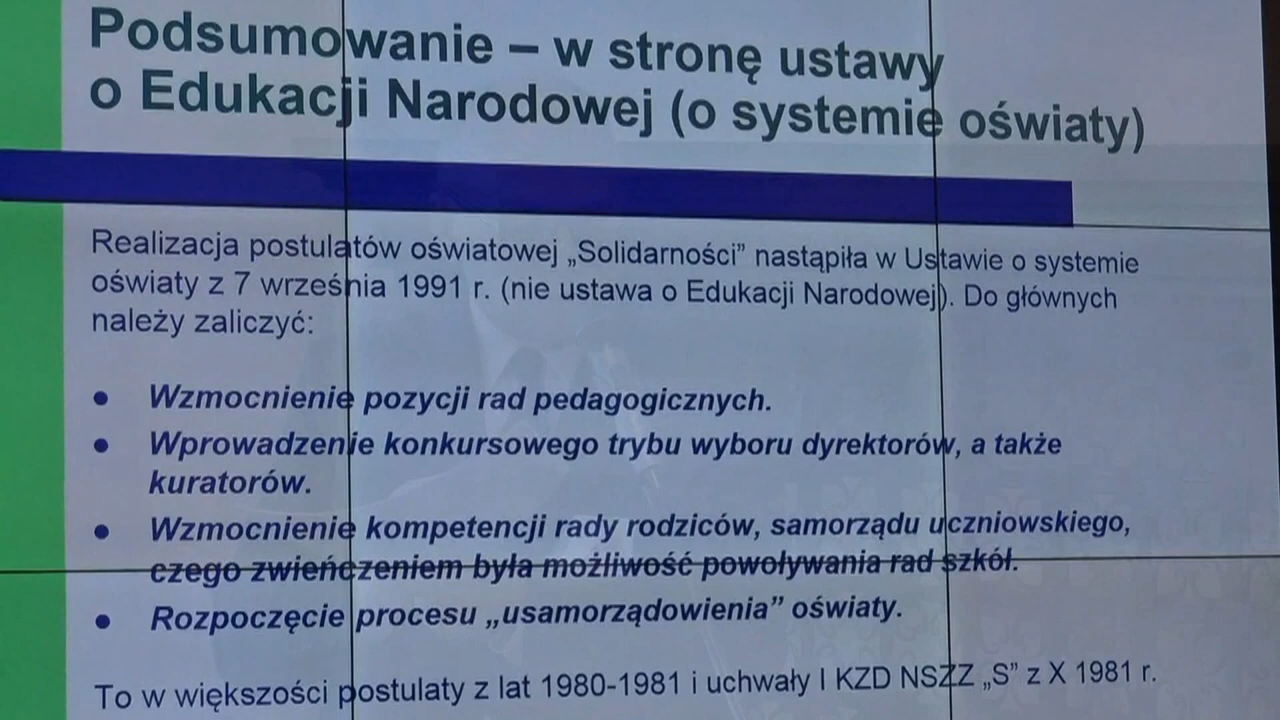 Podsumowanie – w stronę ustawy
o Edukacji Narodowej (o systemie oświaty)
Realizacja postulatów oświatowej „Solidarności” nastąpiła w Ustawie o systemie
oświaty z 7 września 1991 r. (nie ustawa o Edukacji Narodowej). Do głównych
należy zaliczyć:
● Wzmocnienie pozycji rad pedagogicznych.
● Wprowadzenie konkursowego trybu wyboru dyrektorów, a także
kuratorów.
● Wzmocnienie kompetencji rady rodziców, samorządu uczniowskiego,
czego zwieńczeniem była możliwość powoływania rad szkół.
● Rozpoczęcie procesu „usamorządowienia” oświaty.
To w większości postulaty z lat 1980-1981 i uchwały I KZD NSZZ „S” z X 1981 r.